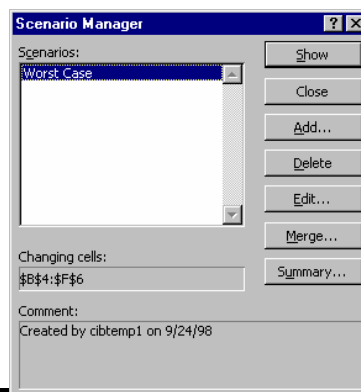 Scenario Manager
Scenarios:
Worst Case
Show
Close
Add...
Delete
Edit...
Merge...
Summary...
Changing cells:
$B$4:$F$6
Comment:
Created by cibtemp1 on 9/24/98